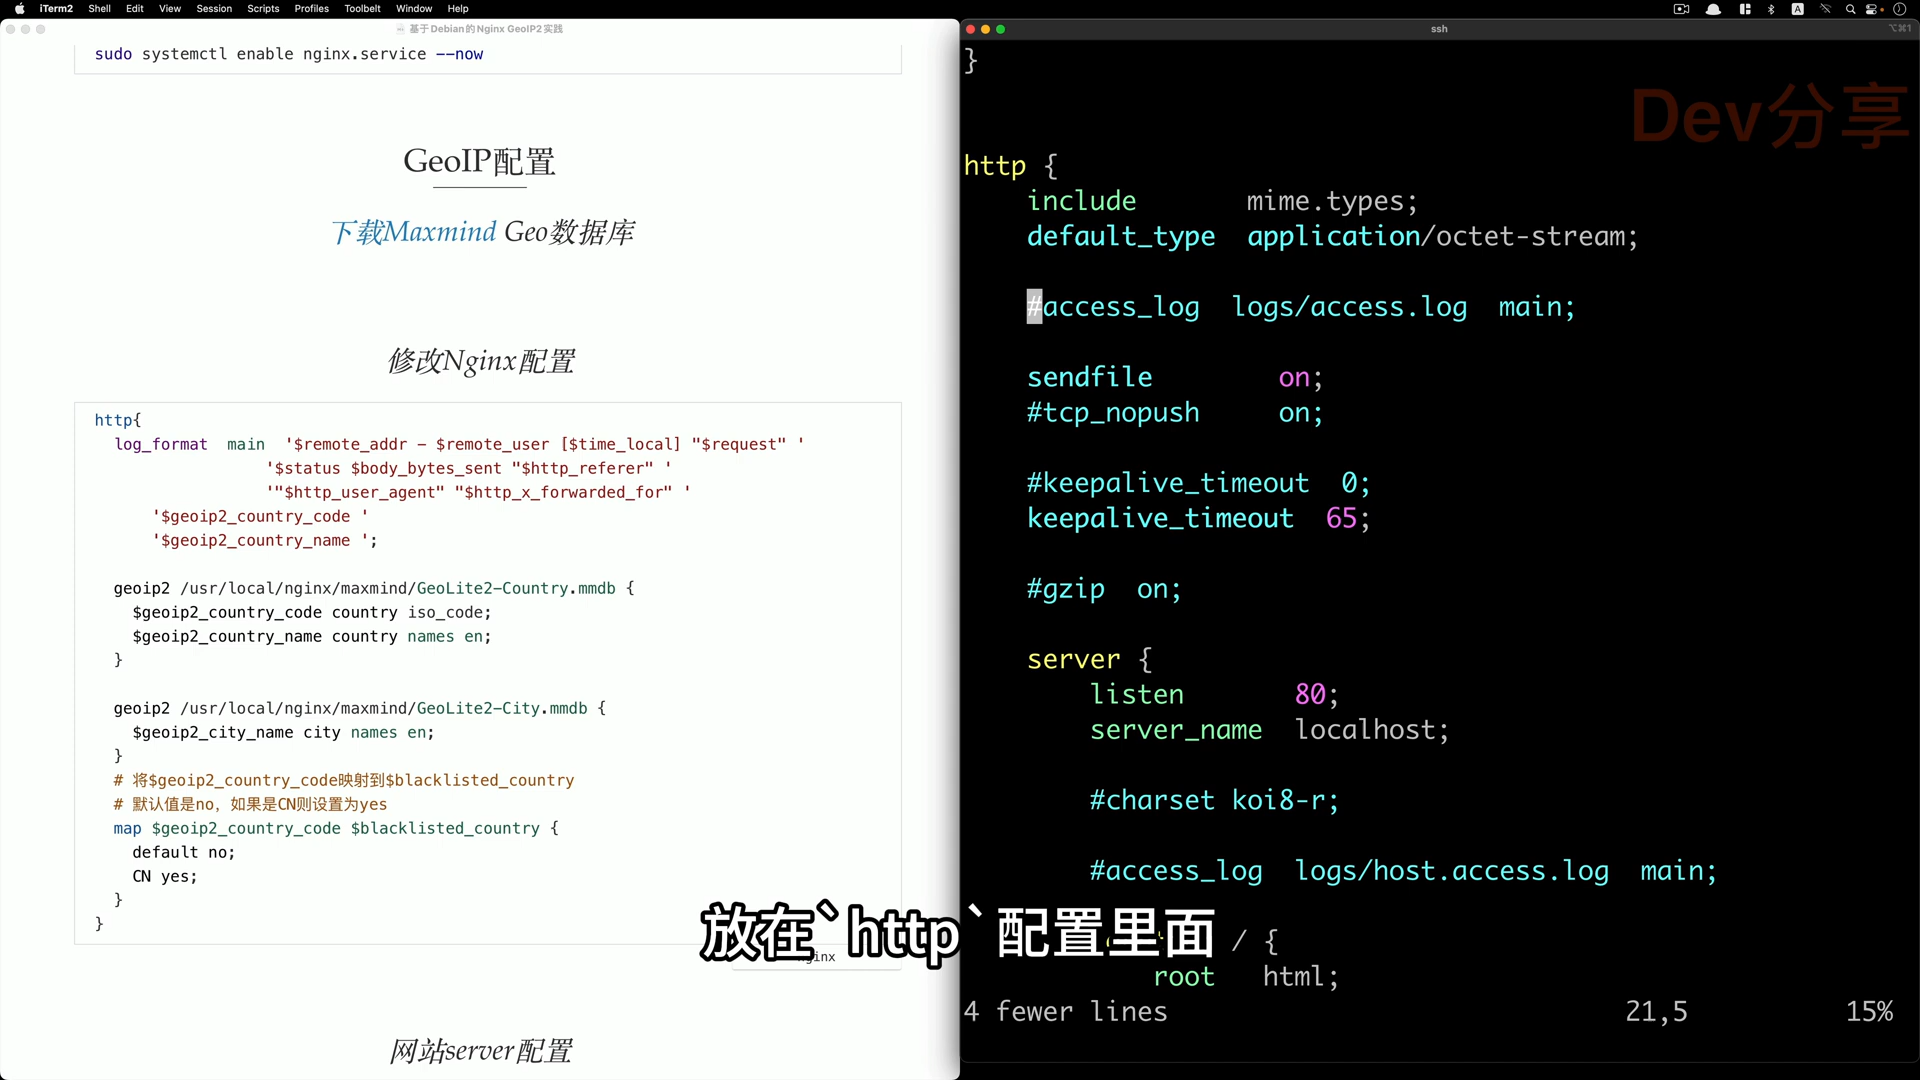 iTerm2 Shell Edit View Session Scripts Profiles Toolbelt Window Help
基于Debian的Nginx GeoIP2实践
sudo systemctl enable nginx.service --now
GeoIP配置
下载Maxmind Geo数据库
修改Nginx配置
http{
log_format main '$remote_addr - $remote_user [$time_local] "$request" '
'$status $body_bytes_sent "$http_referer" '
'"$http_user_agent" "$http_x_forwarded_for" '
'$geoip2_country_code '
'$geoip2_country_name ';
geoip2 /usr/local/nginx/maxmind/GeoLite2-Country.mmdb {
$geoip2_country_code country iso_code;
$geoip2_country_name country names en;
}
geoip2 /usr/local/nginx/maxmind/GeoLite2-City.mmdb {
$geoip2_city_name city names en;
}
# 将$geoip2_country_code映射到$blacklisted_country
# 默认值是no，如果是CN则设置为yes
map $geoip2_country_code $blacklisted_country {
default no;
CN yes;
}
}
网站server配置
ssh
⌥⌘1
}
Dev分享
http {
include mime.types;
default_type application/octet-stream;
#access_log logs/access.log main;
sendfile on;
#tcp_nopush on;
#keepalive_timeout 0;
keepalive_timeout 65;
#gzip on;
server {
listen 80;
server_name localhost;
#charset koi8-r;
#access_log logs/host.access.log main;
/ {
root html;
4 fewer lines 21,5 15%
放在`http`配置里面